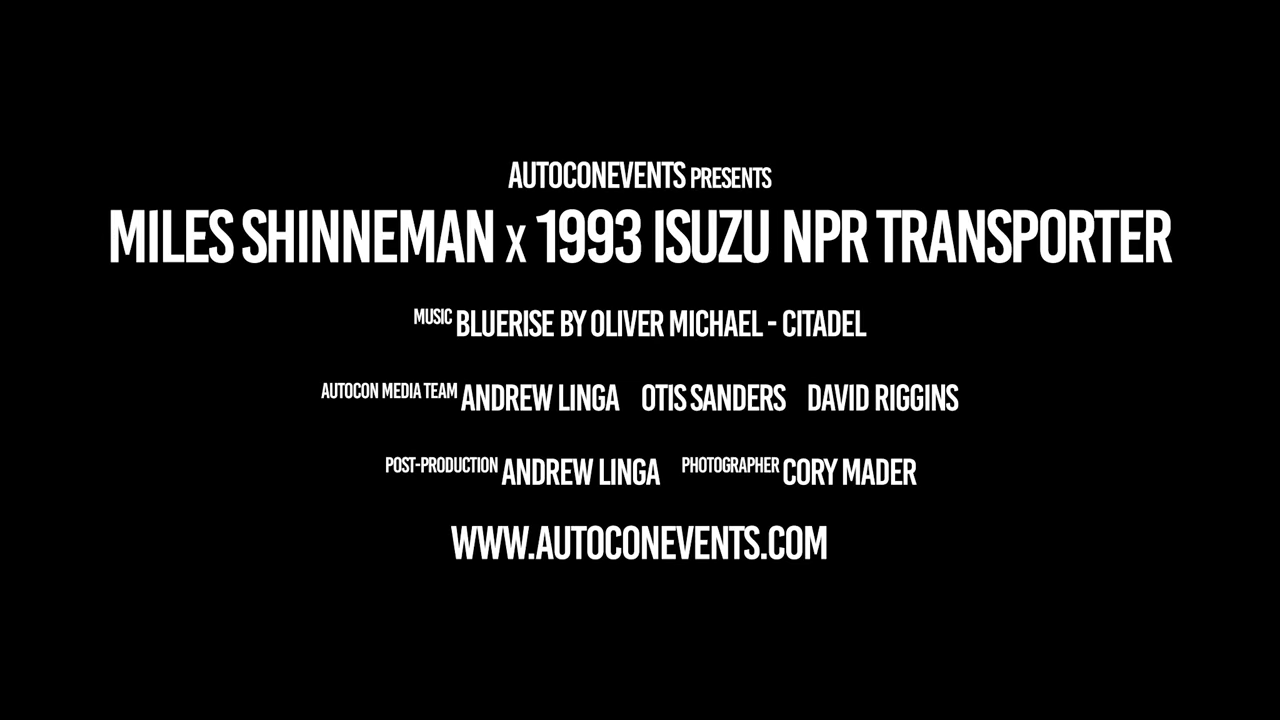 AUTOCONEVENTS PRESENTS
MILES SHINNEMAN x 1993 ISUZU NPR TRANSPORTER
MUSIC BLUERISE BY OLIVER MICHAEL - CITADEL
AUTOCON MEDIA TEAM ANDREW LINGA OTIS SANDERS DAVID RIGGINS
POST-PRODUCTION ANDREW LINGA PHOTOGRAPHER CORY MADER
WWW.AUTOCONEVENTS.COM